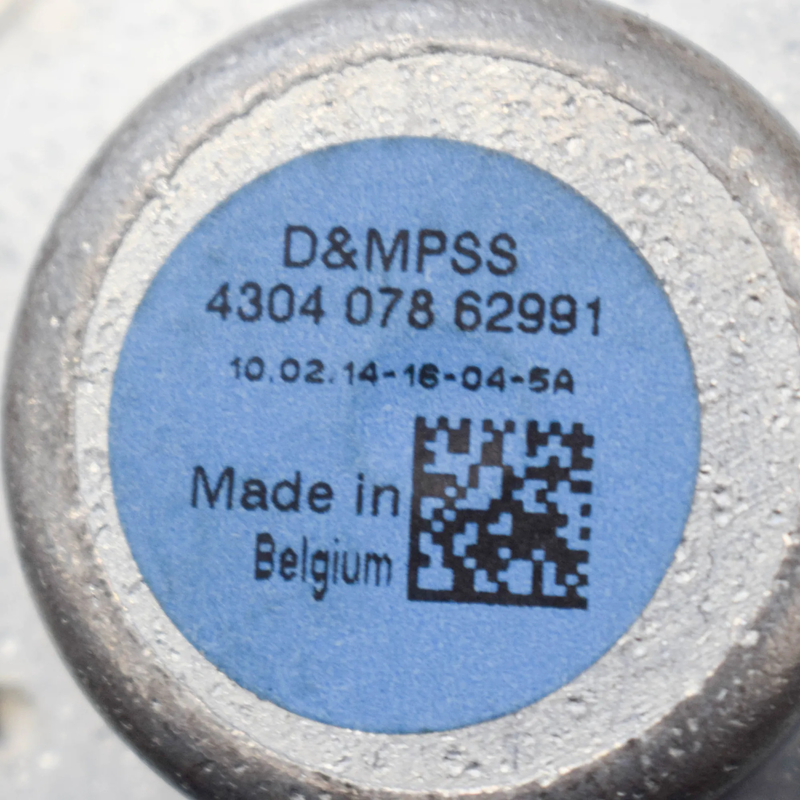 D&MPSS
4304 078 62991
10.02.14-16-04-5A
Made in
Belgium